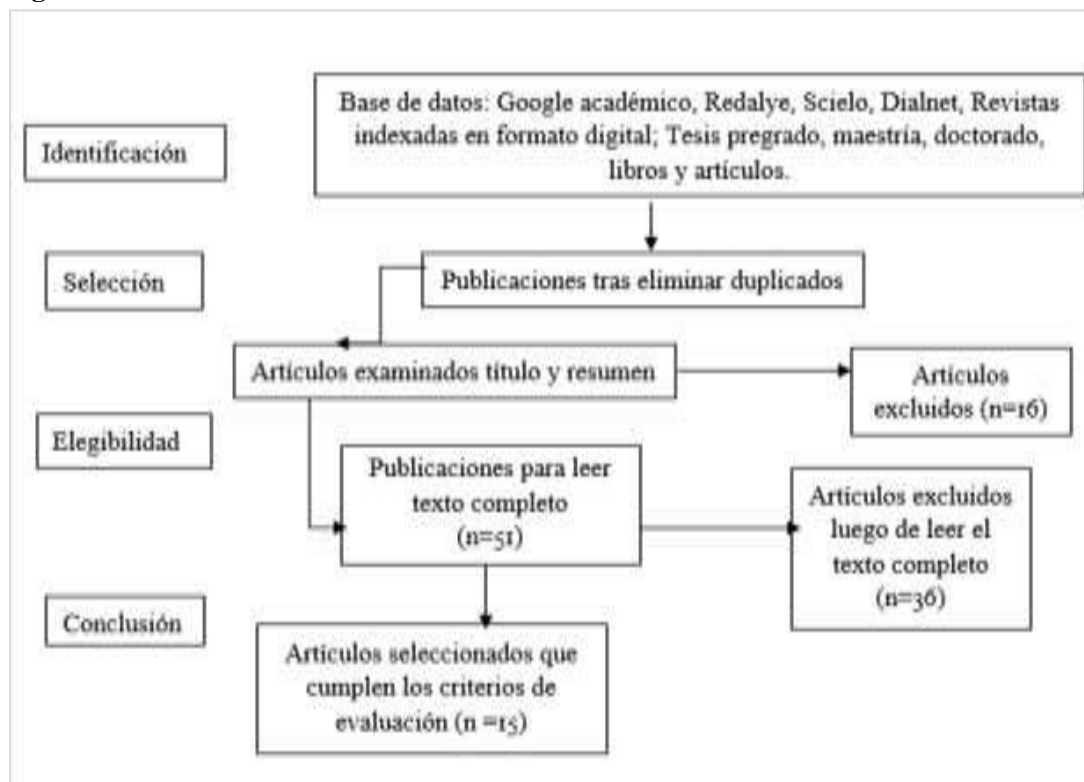 Identificación
Base de datos: Google académico, Redalye, Scielo, Dialnet, Revistas
indexadas en formato digital; Tesis pregrado, maestría, doctorado,
libros y artículos.
Selección
Publicaciones tras eliminar duplicados
Artículos examinados título y resumen
Artículos
excluidos (n=16)
Elegibilidad
Publicaciones para leer
texto completo
(n=51)
Artículos excluidos
luego de leer el
texto completo
(n=36)
Conclusión
Artículos seleccionados que
cumplen los criterios de
evaluación (n =15)